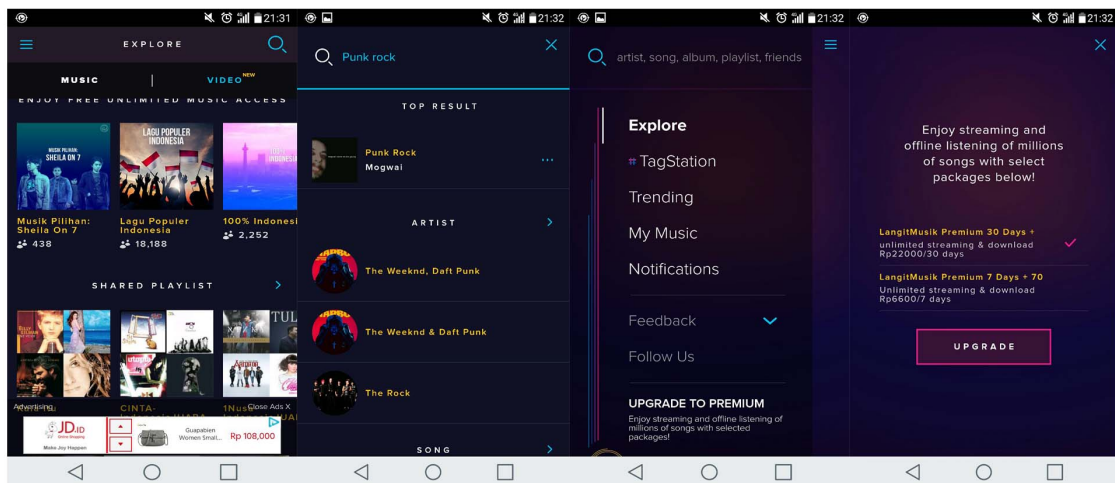 21:31
EXPLORE
MUSIC | VIDEO NEW
ENJOY FREE UNLIMITED MUSIC ACCESS
MUSIK PILIHAN:
SHEILA ON 7
LAGU POPULER
INDONESIA
Musik Pilihan:
Sheila On 7
438
Lagu Populer
Indonesia
18,188
100% Indonesi
2,252
SHARED PLAYLIST
TUL
Advertising
CINTA-
1Nusa
Close Ads X
JD.ID
Online Shopping
Make Joy Happen
Guapabien
Women Small...
Rp 108,000
21:32
Punk rock
TOP RESULT
Punk Rock
Mogwai
ARTIST
The Weeknd, Daft Punk
The Weeknd & Daft Punk
The Rock
SONG
21:32
artist, song, album, playlist, friends
Explore
# TagStation
Trending
My Music
Notifications
Feedback
Follow Us
UPGRADE TO PREMIUM
Enjoy streaming and offline listening of
millions of songs with selected
packages!
21:32
Enjoy streaming and
offline listening of millions
of songs with select
packages below!
LangitMusik Premium 30 Days +
unlimited streaming & download
Rp22000/30 days
LangitMusik Premium 7 Days + 70
Unlimited streaming & download
Rp6600/7 days
UPGRADE